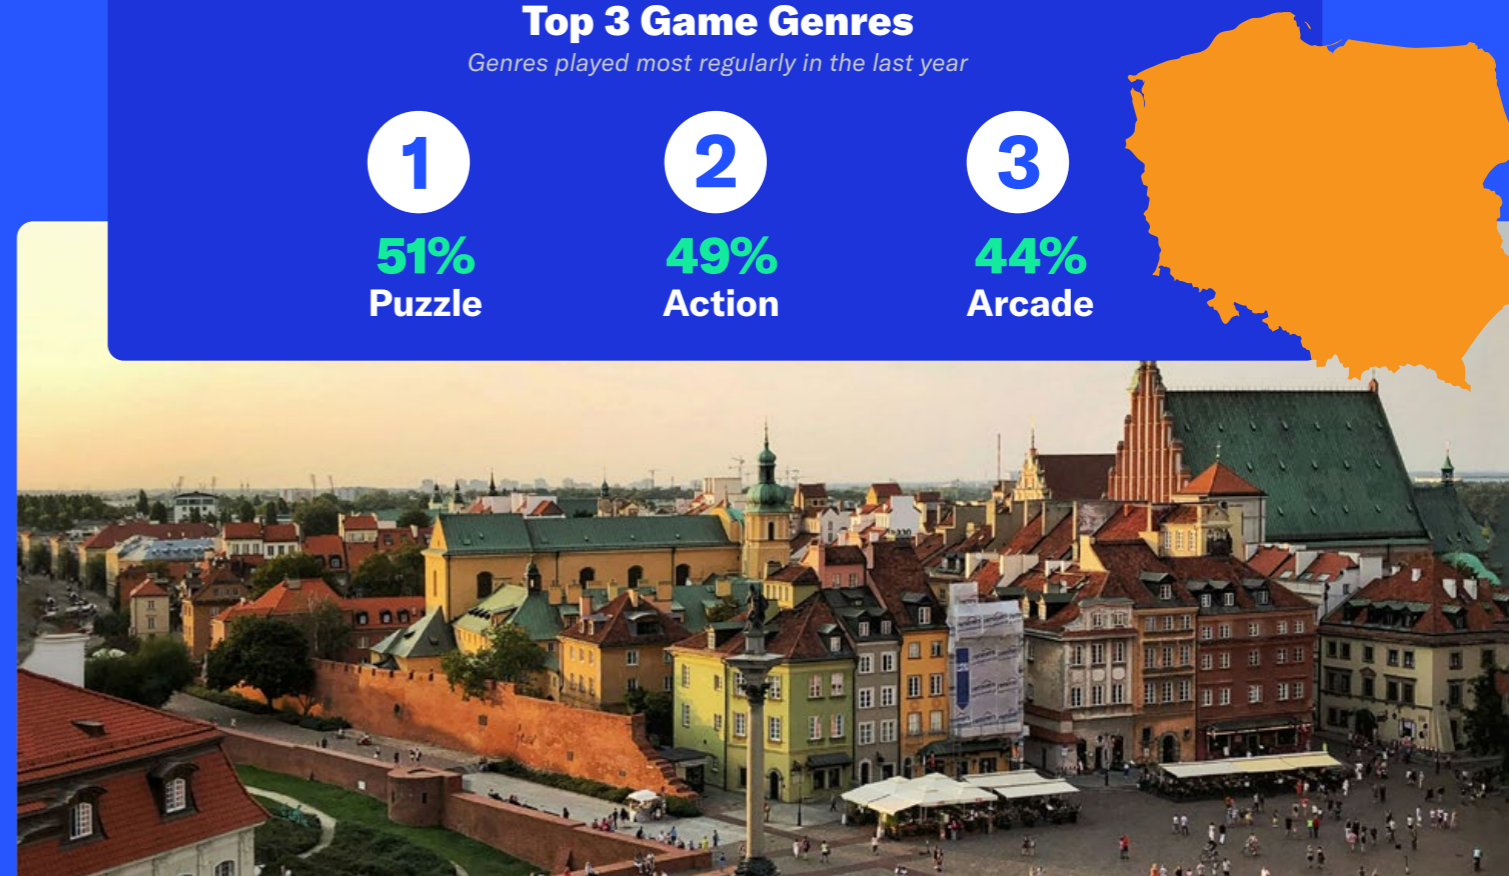 Top 3 Game Genres
Genres played most regularly in the last year
1 2 3
51% 49% 44%
Puzzle Action Arcade